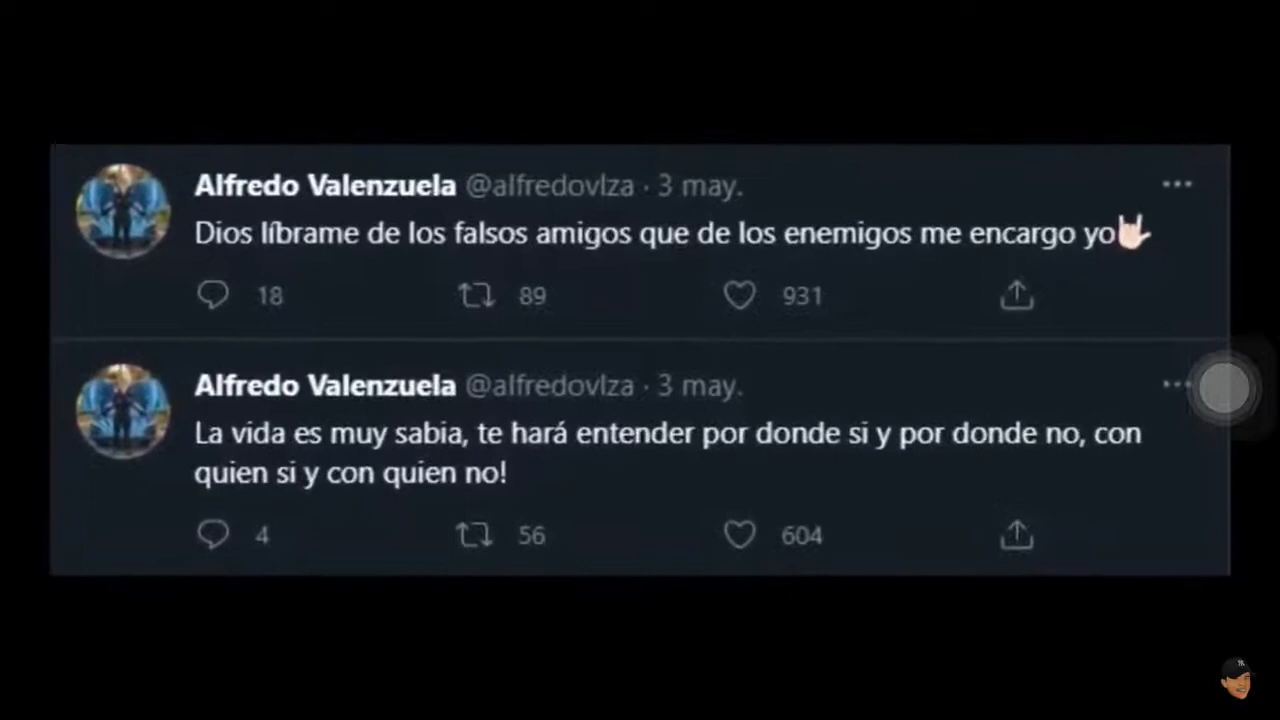 Alfredo Valenzuela @alfredovlza · 3 may.
Dios líbrame de los falsos amigos que de los enemigos me encargo yo🤟🏻
18 89 931
Alfredo Valenzuela @alfredovlza · 3 may.
La vida es muy sabia, te hará entender por donde si y por donde no, con
quien si y con quien no!
4 56 604